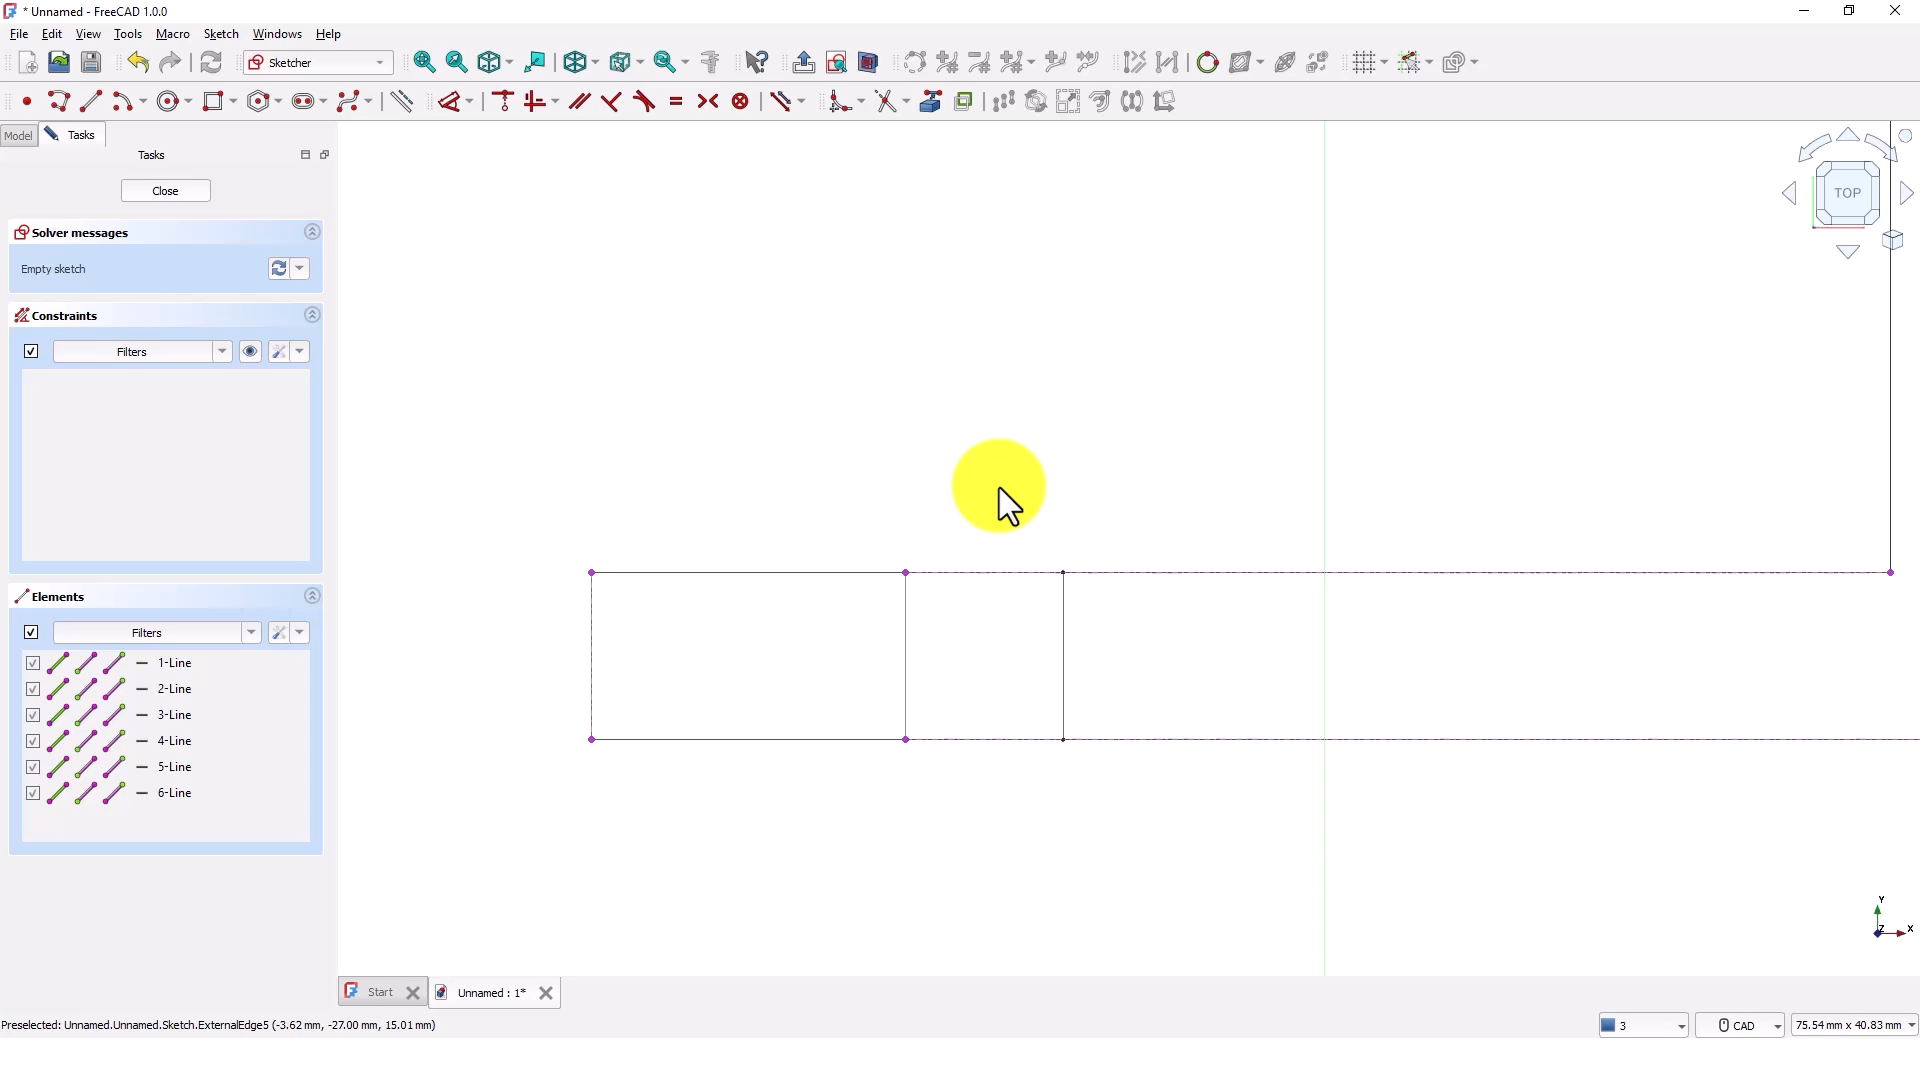 * Unnamed - FreeCAD 1.0.0
File Edit View Tools Macro Sketch Windows Help
Sketcher
Model Tasks
Tasks
Close
Solver messages
Empty sketch
Constraints
Filters
Elements
Filters
1-Line
2-Line
3-Line
4-Line
5-Line
6-Line
TOP
Y
Z X
Start Unnamed : 1*
Preselected: Unnamed.Unnamed.Sketch.ExternalEdge5 (-3.62 mm, -27.00 mm, 15.01 mm) 3 CAD 75.54 mm x 40.83 mm